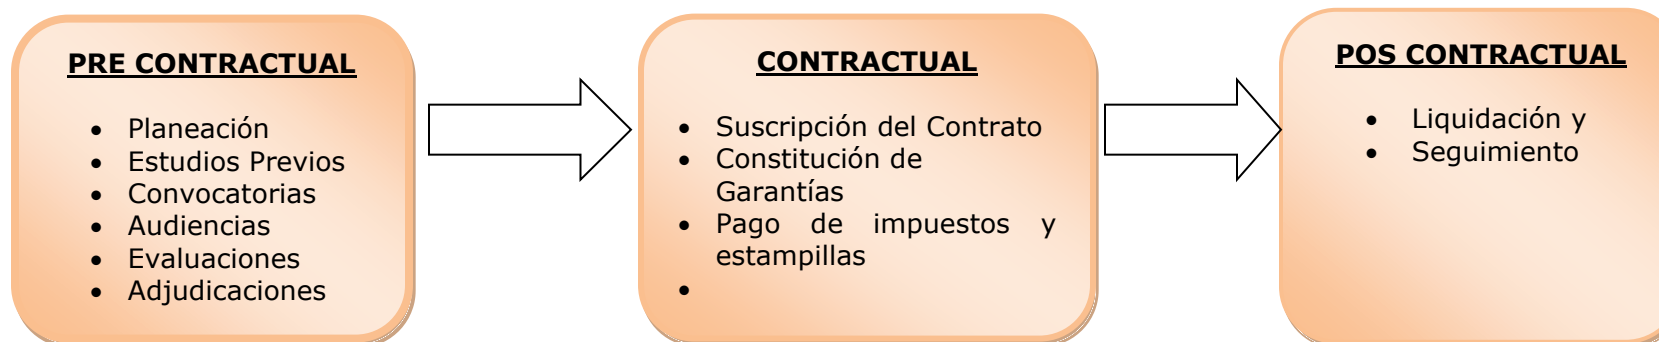 PRE CONTRACTUAL
• Planeación
• Estudios Previos
• Convocatorias
• Audiencias
• Evaluaciones
• Adjudicaciones
CONTRACTUAL
• Suscripción del Contrato
• Constitución de
Garantías
• Pago de impuestos y
estampillas
•
POS CONTRACTUAL
• Liquidación y
• Seguimiento